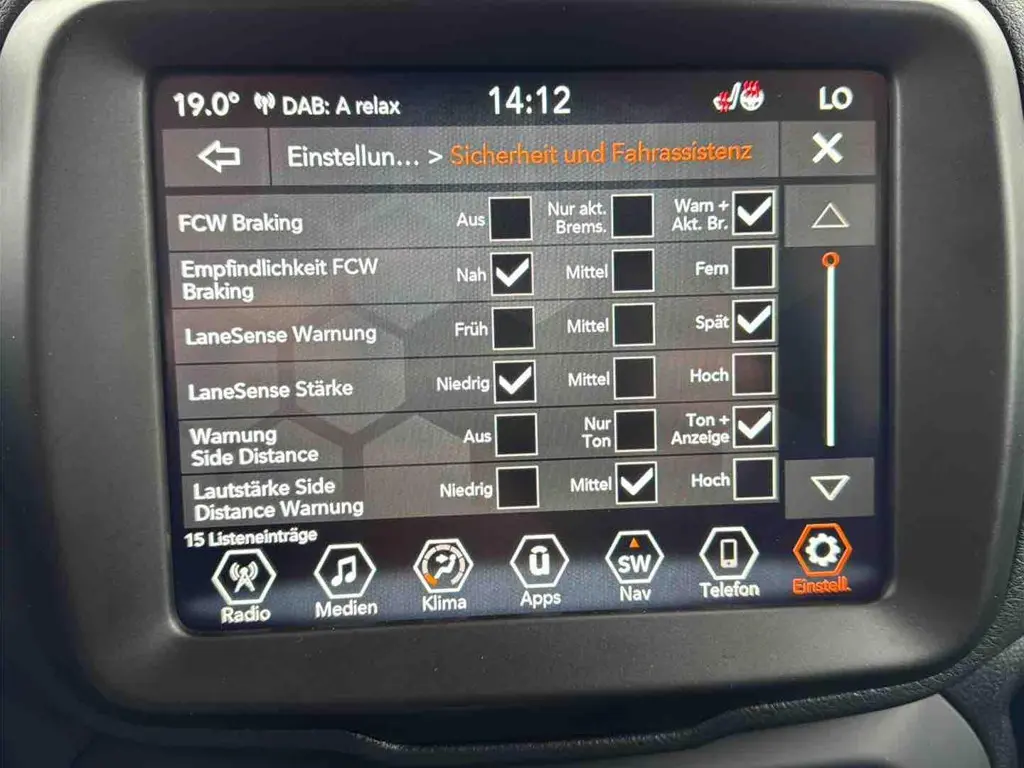 19.0° DAB: A relax 14:12 LO
Einstellun... > Sicherheit und Fahrassistenz
FCW Braking Aus Nur akt. Warn +
Brems. Akt. Br.
Empfindlichkeit FCW Nah Mittel Fern
Braking
LaneSense Warnung Früh Mittel Spät
LaneSense Stärke Niedrig Mittel Hoch
Warnung Aus Nur Ton +
Side Distance Ton Anzeige
Lautstärke Side Niedrig Mittel Hoch
Distance Warnung
15 Listeneinträge
ū SW
Radio Medien Klima Apps Nav Telefon Einstell.